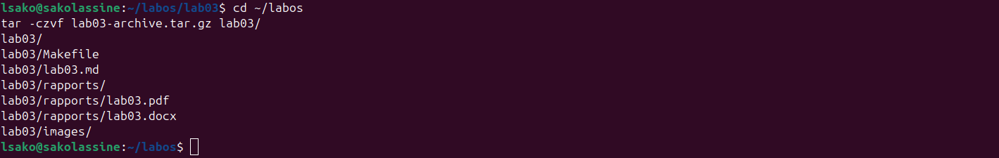 lsako@sakolassine:~/labos/lab03$ cd ~/labos
tar -czvf lab03-archive.tar.gz lab03/
lab03/
lab03/Makefile
lab03/lab03.md
lab03/rapports/
lab03/rapports/lab03.pdf
lab03/rapports/lab03.docx
lab03/images/
lsako@sakolassine:~/labos$